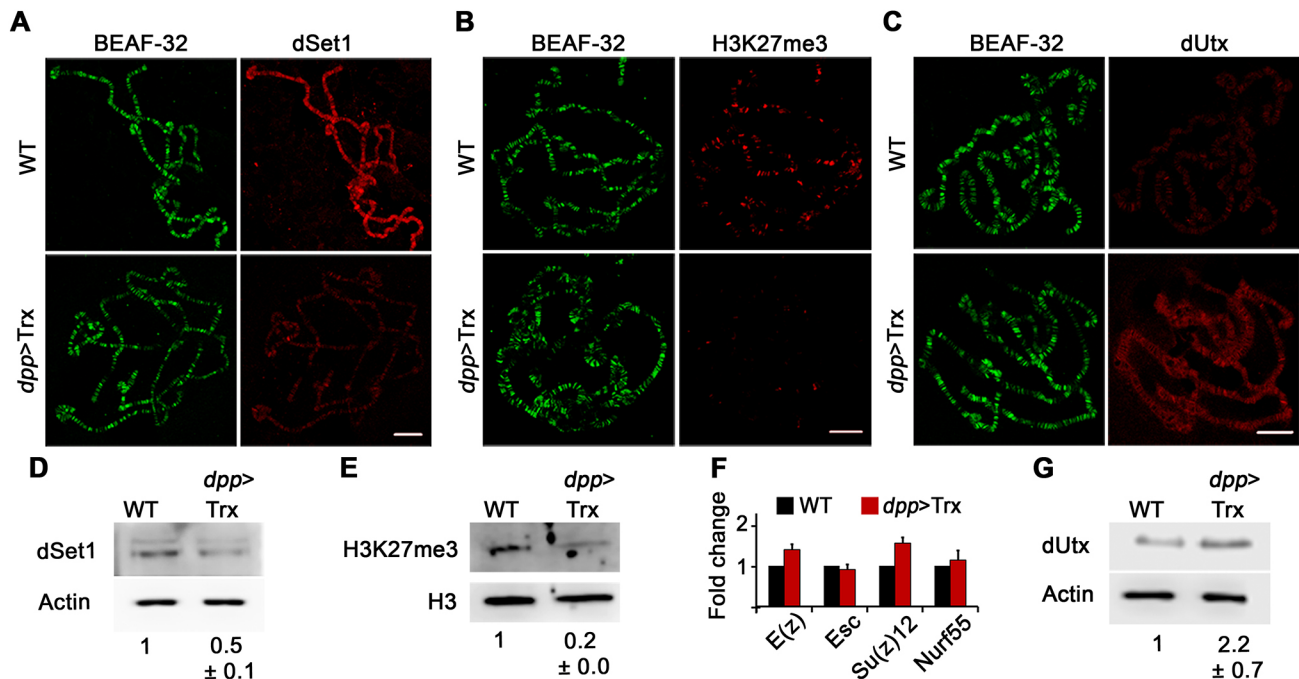 A
BEAF-32 dSet1
WT
dpp>Trx
B
BEAF-32 H3K27me3
WT
dpp>Trx
C
BEAF-32 dUtx
WT
dpp>Trx
D
WT dpp>
Trx
dSet1
Actin
1 0.5
± 0.1
E
WT dpp>
Trx
H3K27me3
H3
1 0.2
± 0.0
F
WT dpp>Trx
Fold change
2
1
E(z) Esc Su(z)12 Nurf55
G
WT dpp>
Trx
dUtx
Actin
1 2.2
± 0.7